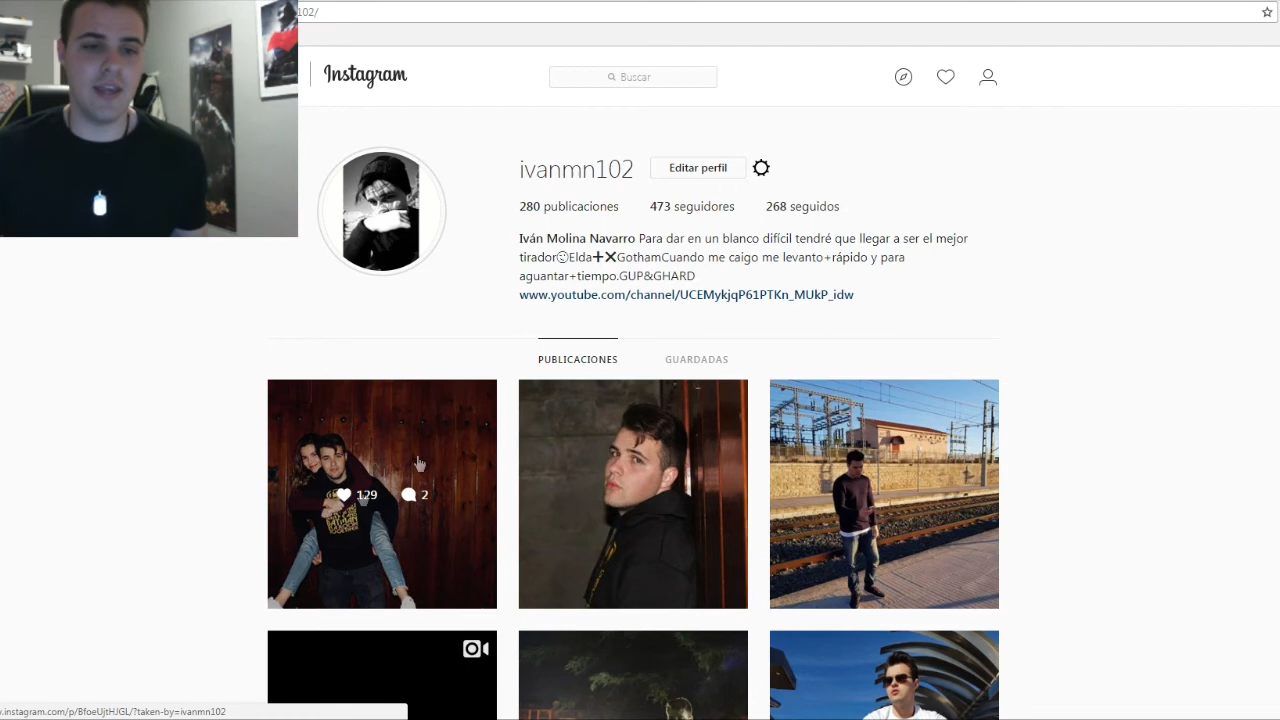 102/
Instagram
Buscar
ivanmn102 Editar perfil
280 publicaciones 473 seguidores 268 seguidos
Iván Molina Navarro Para dar en un blanco difícil tendré que llegar a ser el mejor
tirador😉Elda➕✖GothamCuando me caigo me levanto+rápido y para
aguantar+tiempo.GUP&GHARD
www.youtube.com/channel/UCEMykjqP61PTKn_MUkP_idw
PUBLICACIONES GUARDADAS
129 2
w.instagram.com/p/BfoeUjtHJGL/?taken-by=ivanmn102